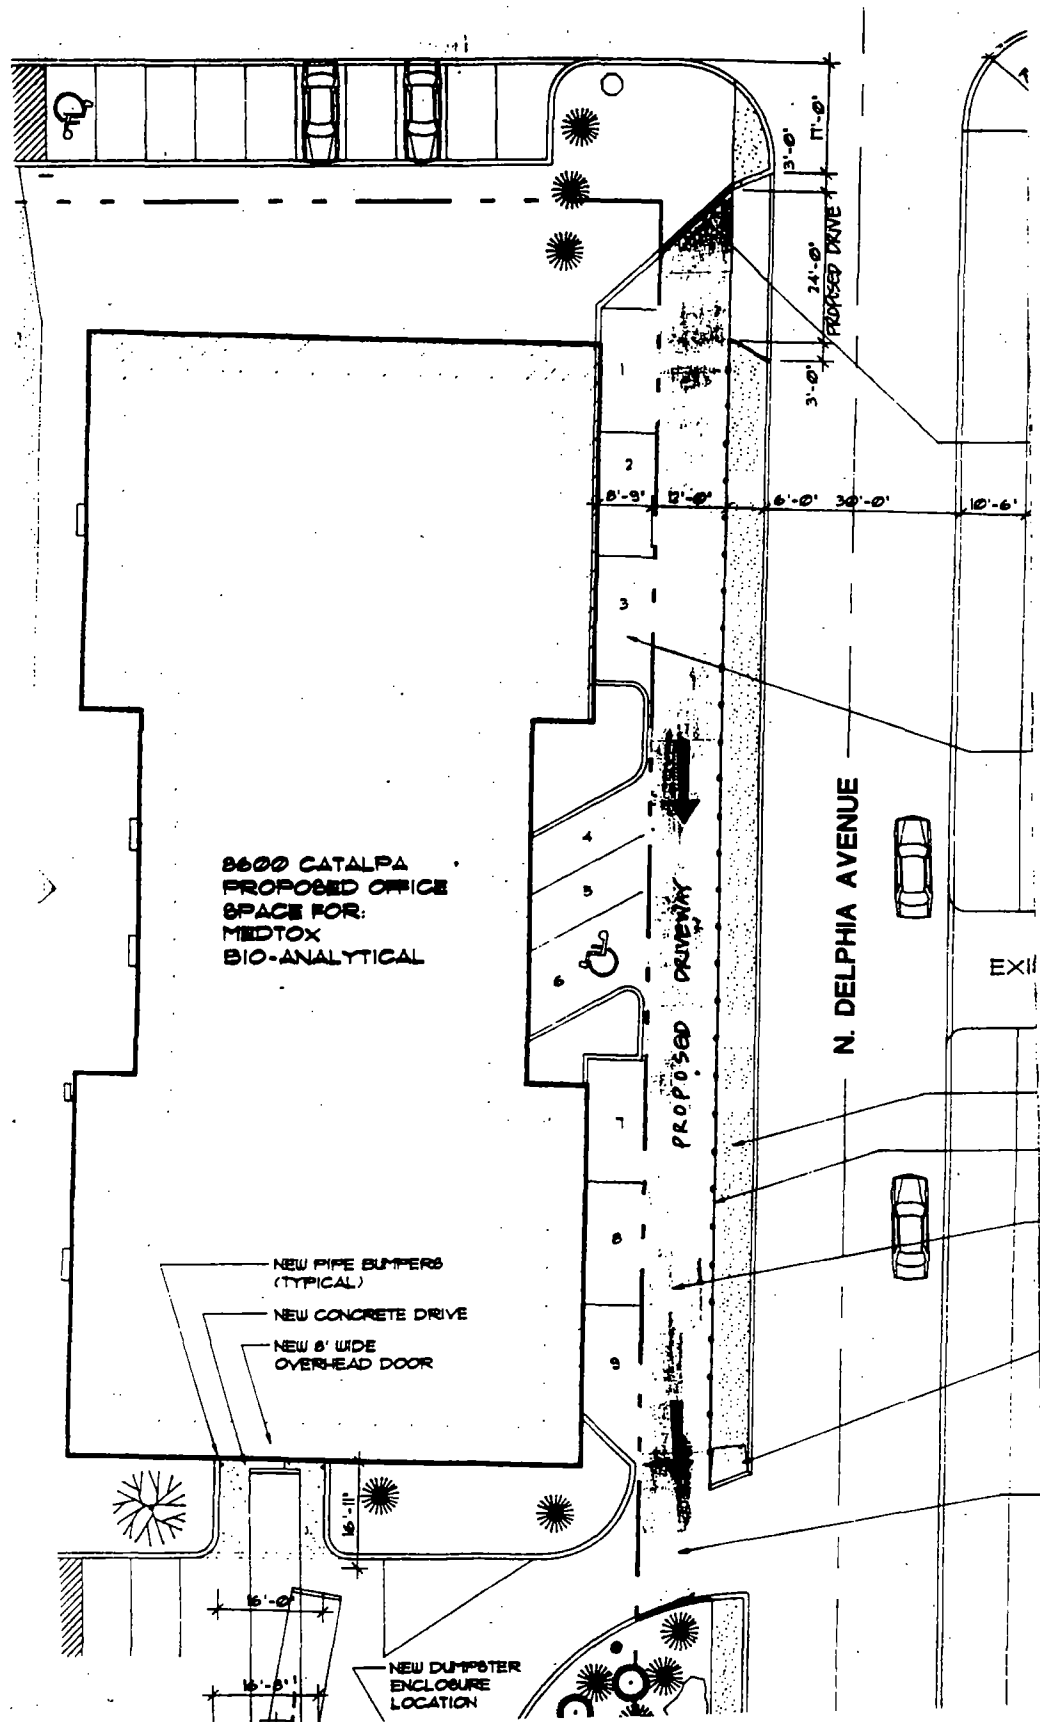 17'-0"
3'-0"
24'-0"
PROPOSED DRIVE
3'-0"
1
2
8'-9"
12'-0"
6'-0"
30'-0"
10'-6"
3
4
5
6
8600 CATALPA
PROPOSED OFFICE
SPACE FOR:
MEDTOX
BIO-ANALYTICAL
PROPOSED DRIVEWAY
N. DELPHIA AVENUE
7
8
9
NEW PIPE BUMPERS
(TYPICAL)
NEW CONCRETE DRIVE
NEW 8' WIDE
OVERHEAD DOOR
16'-11"
16'-0"
16'-8"
NEW DUMPSTER
ENCLOSURE
LOCATION